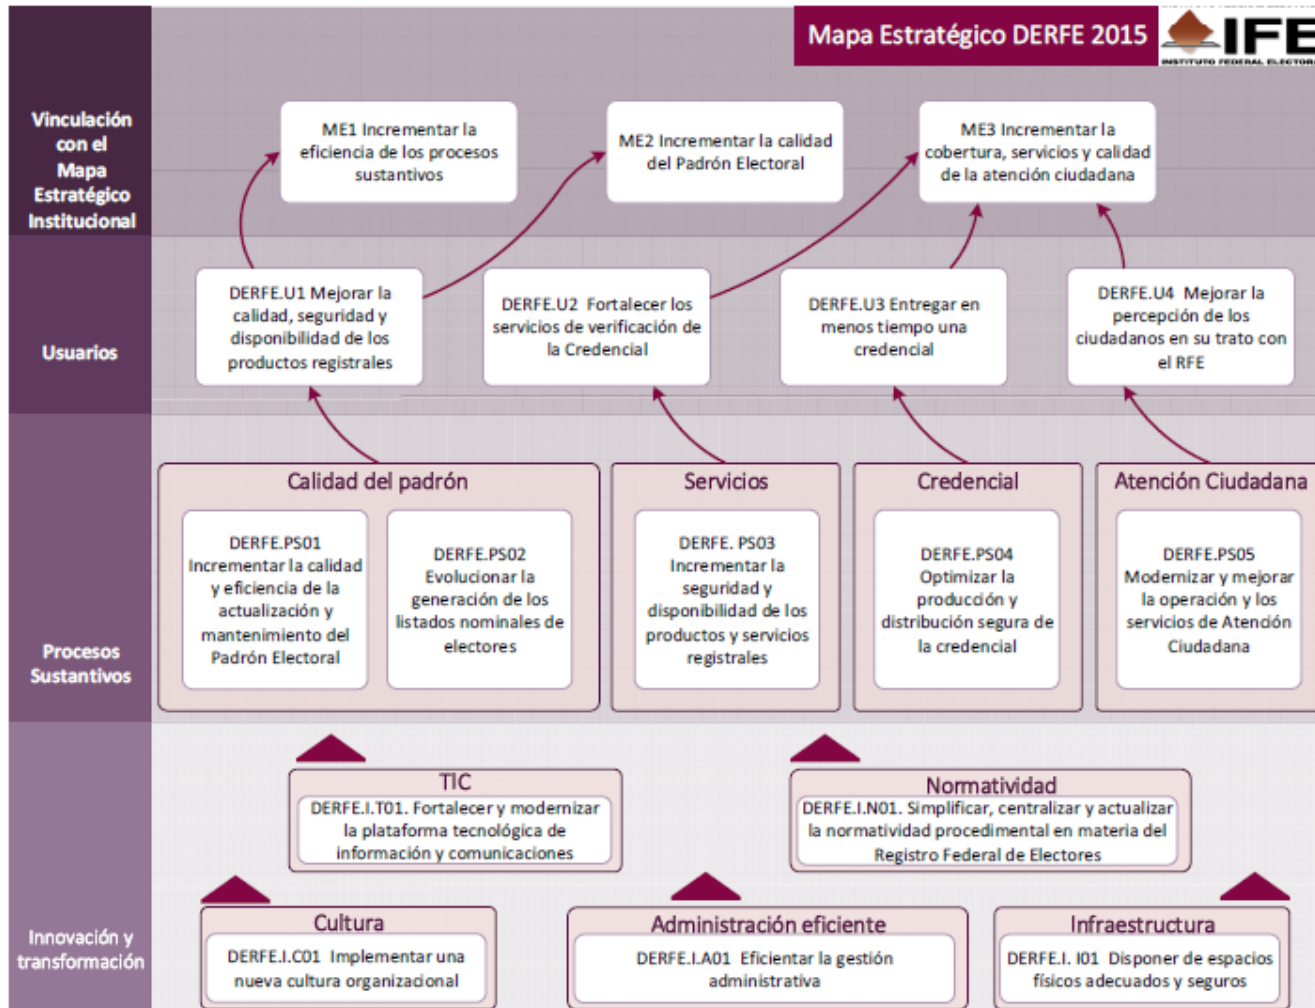 Mapa Estratégico DERFE 2015
IFE
INSTITUTO FEDERAL ELECTORAL
Vinculación
con el
Mapa
Estratégico
Institucional
ME1 Incrementar la
eficiencia de los procesos
sustantivos
ME2 Incrementar la calidad
del Padrón Electoral
ME3 Incrementar la
cobertura, servicios y calidad
de la atención ciudadana
Usuarios
DERFE.U1 Mejorar la
calidad, seguridad y
disponibilidad de los
productos registrales
DERFE.U2 Fortalecer los
servicios de verificación de
la Credencial
DERFE.U3 Entregar en
menos tiempo una
credencial
DERFE.U4 Mejorar la
percepción de los
ciudadanos en su trato con
el RFE
Procesos
Sustantivos
Calidad del padrón
DERFE.PS01
Incrementar la calidad
y eficiencia de la
actualización y
mantenimiento del
Padrón Electoral
DERFE.PS02
Evolucionar la
generación de los
listados nominales de
electores
Servicios
DERFE. PS03
Incrementar la
seguridad y
disponibilidad de los
productos y servicios
registrales
Credencial
DERFE.PS04
Optimizar la
producción y
distribución segura de
la credencial
Atención Ciudadana
DERFE.PS05
Modernizar y mejorar
la operación y los
servicios de Atención
Ciudadana
Innovación y
transformación
TIC
DERFE.I.T01. Fortalecer y modernizar
la plataforma tecnológica de
información y comunicaciones
Normatividad
DERFE.I.N01. Simplificar, centralizar y actualizar
la normatividad procedimental en materia del
Registro Federal de Electores
Cultura
DERFE.I.C01 Implementar una
nueva cultura organizacional
Administración eficiente
DERFE.I.A01 Eficientar la gestión
administrativa
Infraestructura
DERFE.I. I01 Disponer de espacios
físicos adecuados y seguros